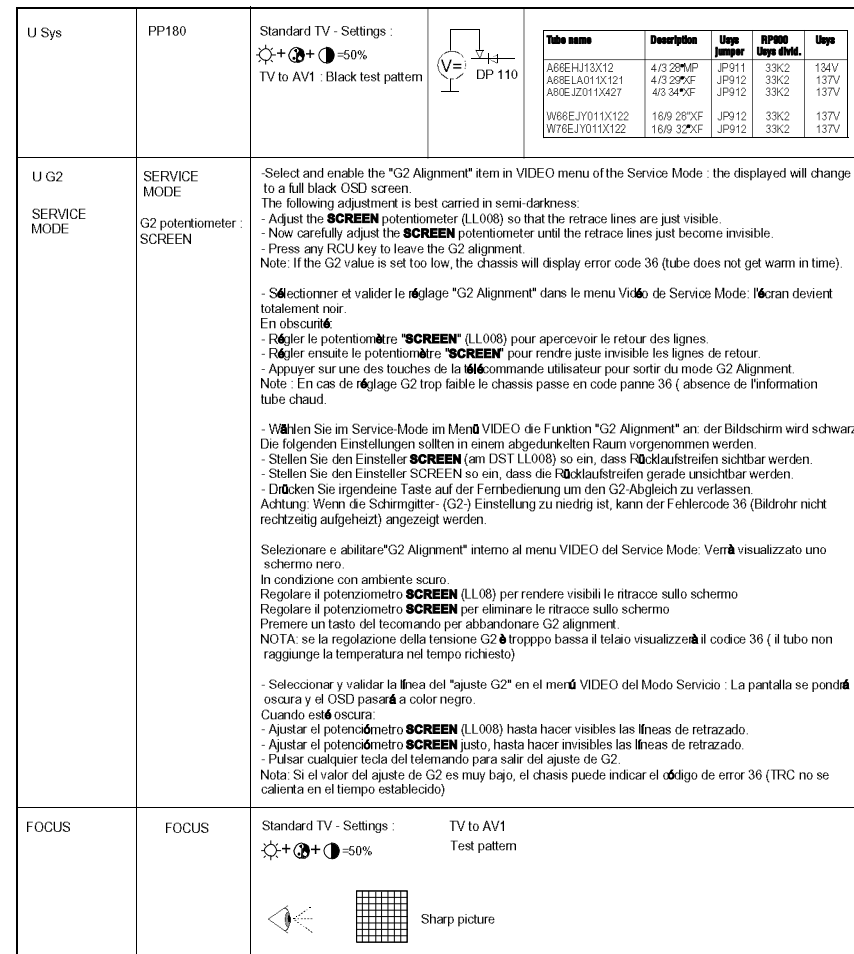 U Sys
PP180
Standard TV - Settings :
=50%
TV to AV1 : Black test pattern
V=
DP 110
Tube name Description Usys jumper RP900 Usys divid. Usys
A66EHJ13X12 4/3 28"MP JP911 33K2 134V
A68ELA011X121 4/3 29"XF JP912 33K2 137V
A80EJZ011X427 4/3 34"XF JP912 33K2 137V
W66EJY011X122 16/9 28"XF JP912 33K2 137V
W76EJY011X122 16/9 32"XF JP912 33K2 137V
U G2
SERVICE
MODE
SERVICE
MODE
G2 potentiometer :
SCREEN
-Select and enable the "G2 Alignment" item in VIDEO menu of the Service Mode : the displayed will change
to a full black OSD screen.
The following adjustment is best carried in semi-darkness:
- Adjust the SCREEN potentiometer (LL008) so that the retrace lines are just visible.
- Now carefully adjust the SCREEN potentiometer until the retrace lines just become invisible.
- Press any RCU key to leave the G2 alignment.
Note: If the G2 value is set too low, the chassis will display error code 36 (tube does not get warm in time).
- Sélectionner et valider le réglage "G2 Alignment" dans le menu Vidéo de Service Mode: l'écran devient
totalement noir.
En obscurité:
- Régler le potentiomètre "SCREEN" (LL008) pour apercevoir le retour des lignes.
- Régler ensuite le potentiomètre "SCREEN" pour rendre juste invisible les lignes de retour.
- Appuyer sur une des touches de la télécommande utilisateur pour sortir du mode G2 Alignment.
Note : En cas de réglage G2 trop faible le chassis passe en code panne 36 ( absence de l'information
tube chaud.
- Wählen Sie im Service-Mode im Menü VIDEO die Funktion "G2 Alignment" an: der Bildschirm wird schwarz
Die folgenden Einstellungen sollten in einem abgedunkelten Raum vorgenommen werden.
- Stellen Sie den Einsteller SCREEN (am DST LL008) so ein, dass Rücklaufstreifen sichtbar werden.
- Stellen Sie den Einsteller SCREEN so ein, dass die Rücklaufstreifen gerade unsichtbar werden.
- Drücken Sie irgendeine Taste auf der Fernbedienung um den G2-Abgleich zu verlassen.
Achtung: Wenn die Schirmgitter- (G2-) Einstellung zu niedrig ist, kann der Fehlercode 36 (Bildrohr nicht
rechtzeitig aufgeheizt) angezeigt werden.
Selezionare e abilitare"G2 Alignment" interno al menu VIDEO del Service Mode: Verrà visualizzato uno
schermo nero.
In condizione con ambiente scuro.
Regolare il potenziometro SCREEN (LL08) per rendere visibili le ritracce sullo schermo
Regolare il potenziometro SCREEN per eliminare le ritracce sullo schermo
Premere un tasto del tecomando per abbandonare G2 alignment.
NOTA: se la regolazione della tensione G2 è tropppo bassa il telaio visualizzerà il codice 36 ( il tubo non
raggiunge la temperatura nel tempo richiesto)
- Seleccionar y validar la línea del "ajuste G2" en el menú VIDEO del Modo Servicio : La pantalla se pondrá
oscura y el OSD pasará a color negro.
Cuando esté oscura:
- Ajustar el potenciómetro SCREEN (LL008) hasta hacer visibles las líneas de retrazado.
- Ajustar el potenciómetro SCREEN justo, hasta hacer invisibles las líneas de retrazado.
- Pulsar cualquier tecla del telemando para salir del ajuste de G2.
Nota: Si el valor del ajuste de G2 es muy bajo, el chasis puede indicar el código de error 36 (TRC no se
calienta en el tiempo establecido)
FOCUS
FOCUS
Standard TV - Settings :
TV to AV1
=50%
Test pattern
Sharp picture